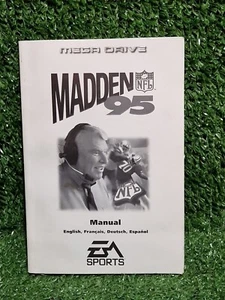 MEGA DRIVE
MADDEN
NFL
95
NFL
Manual
English, Français, Deutsch, Español
EA
SPORTS